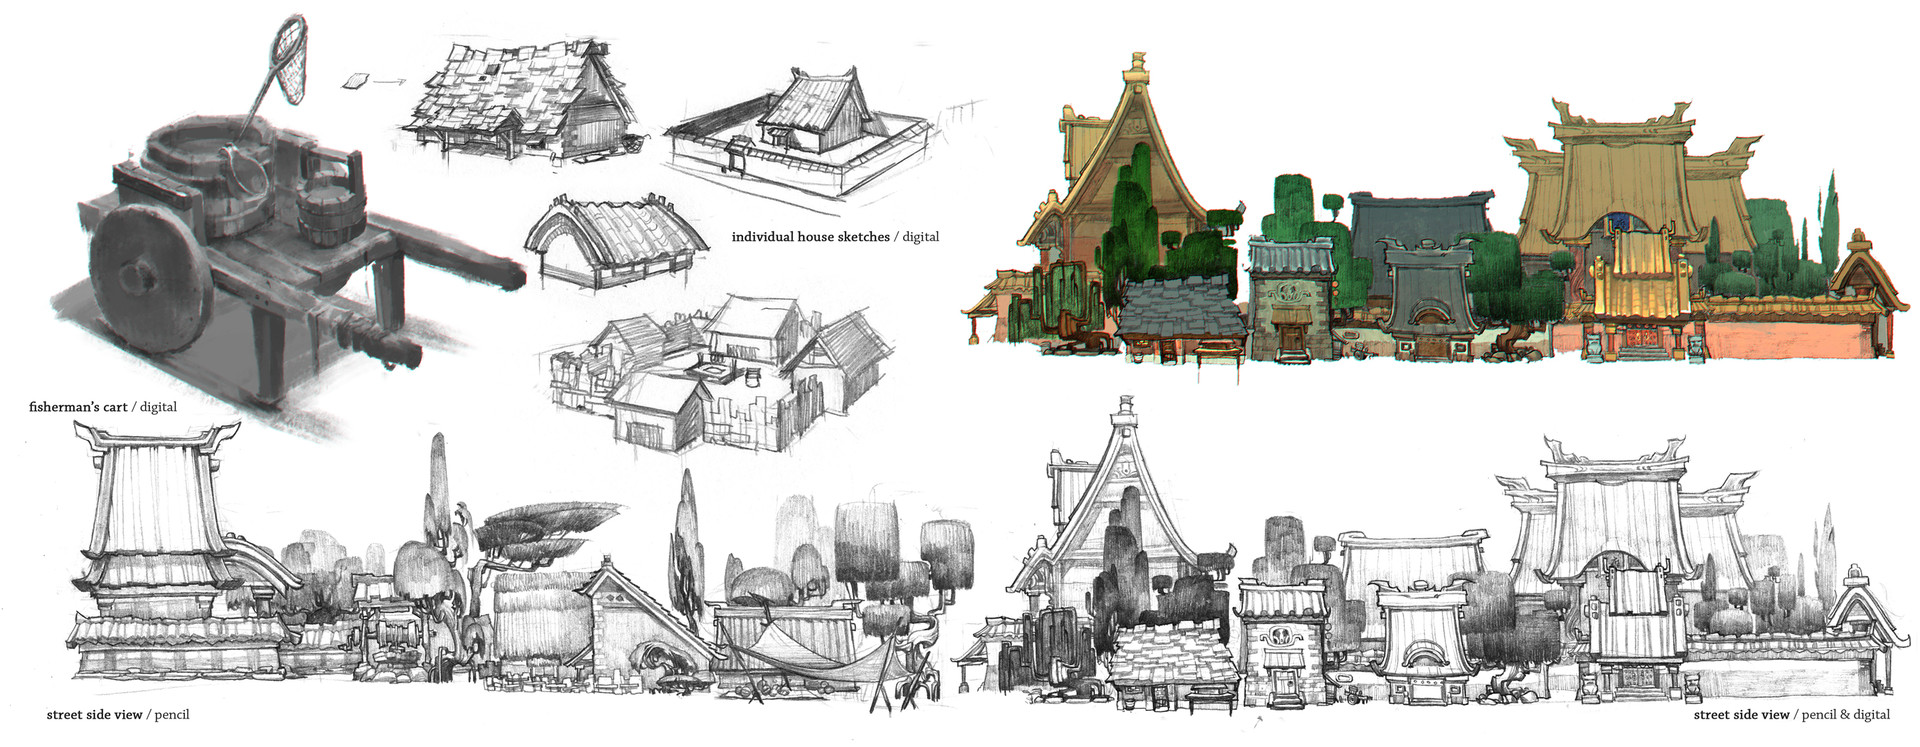 individual house sketches / digital
fisherman's cart / digital
street side view / pencil
street side view / pencil & digital